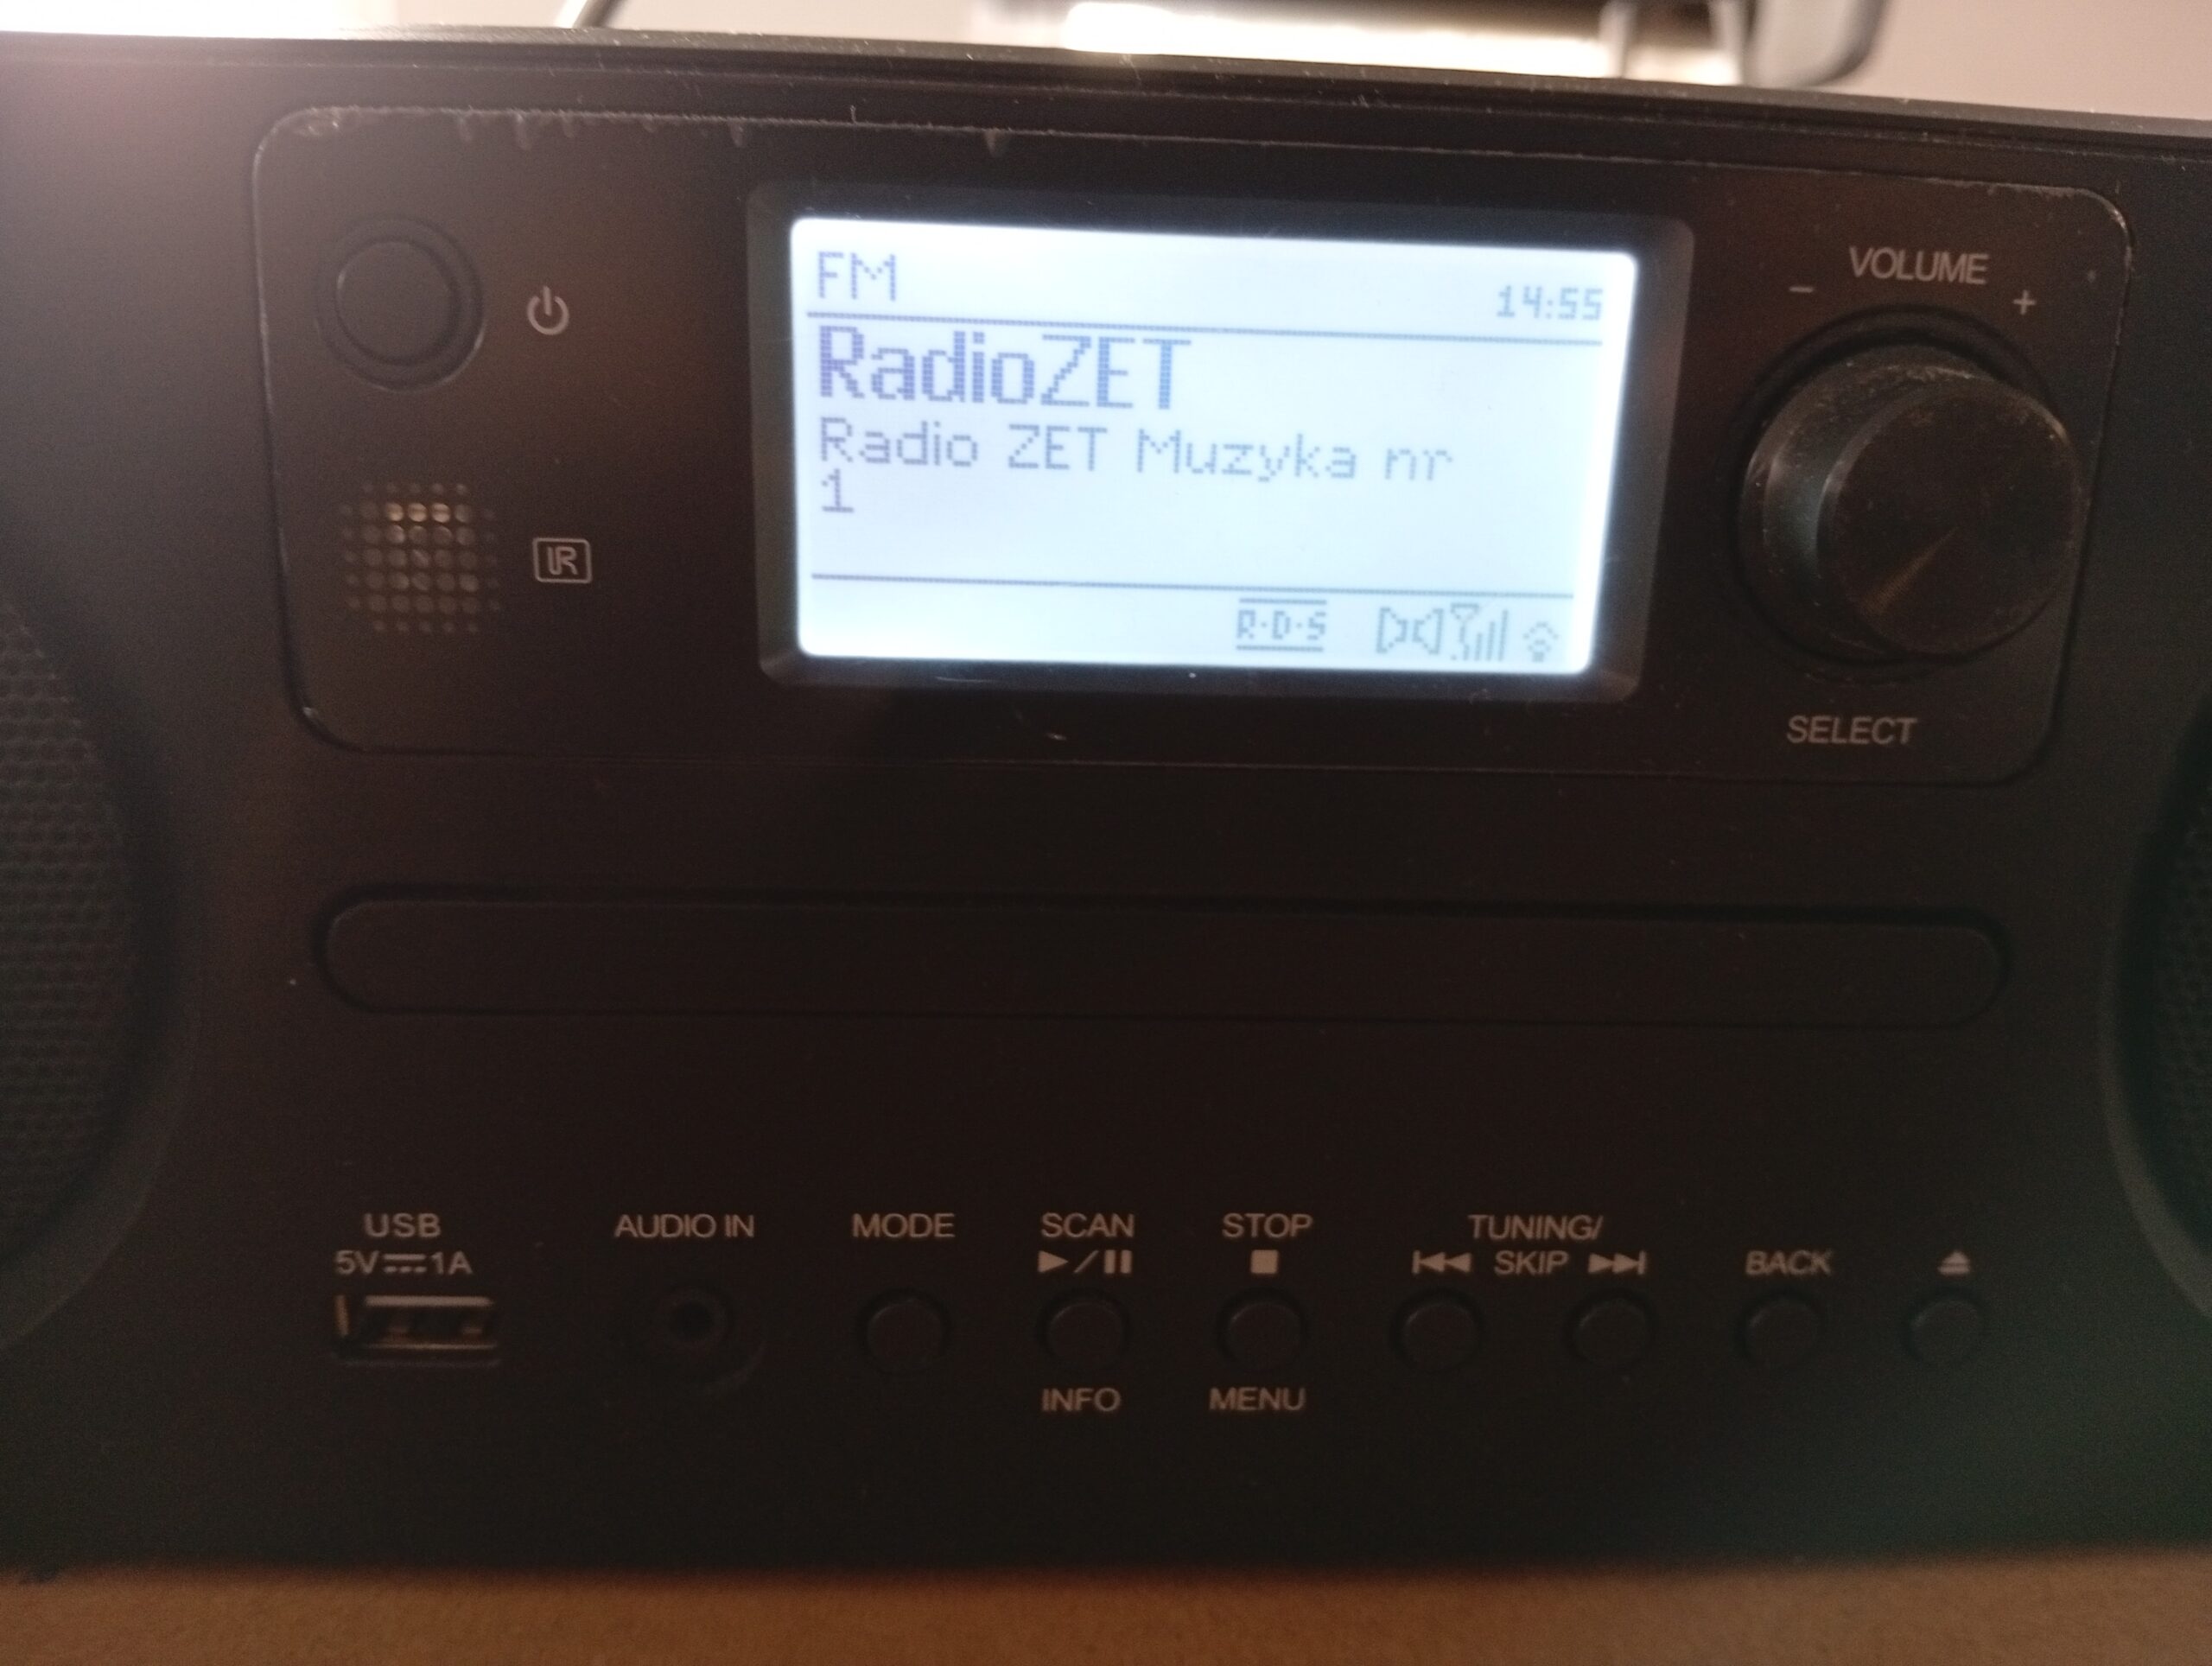 FM
14:55
RadioZET
Radio ZET Muzyka nr
1
R·D·S
VOLUME
- +
SELECT
IR
USB
5V 1A
AUDIO IN
MODE
SCAN
INFO
STOP
MENU
TUNING/
SKIP
BACK